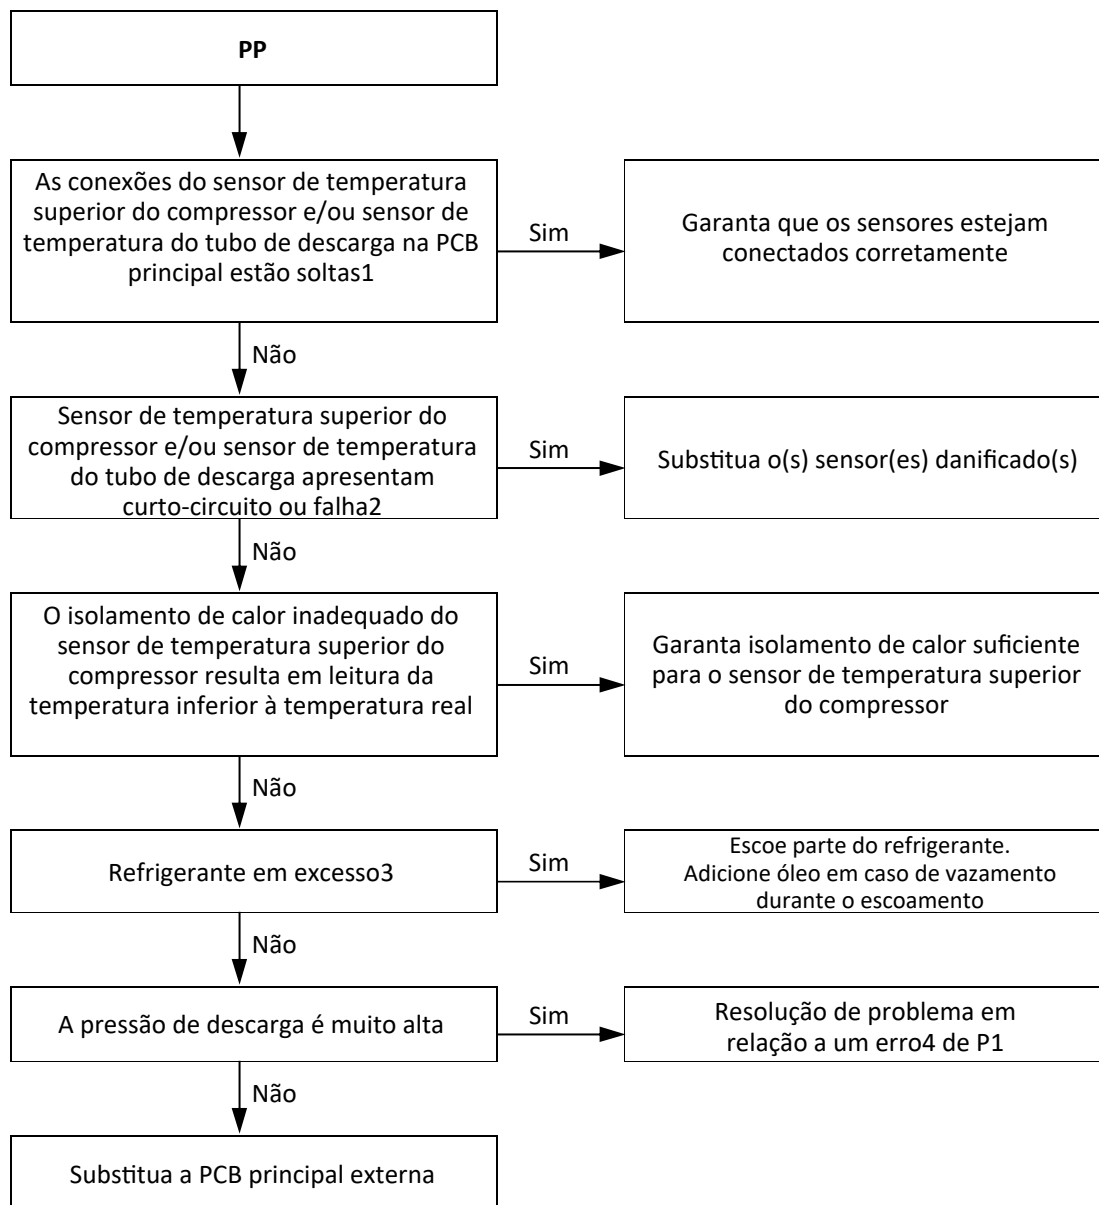 PP
As conexões do sensor de temperatura
superior do compressor e/ou sensor de
temperatura do tubo de descarga na PCB
principal estão soltas1
Sim
Garanta que os sensores estejam
conectados corretamente
Não
Sensor de temperatura superior do
compressor e/ou sensor de temperatura
do tubo de descarga apresentam
curto-circuito ou falha2
Sim
Substitua o(s) sensor(es) danificado(s)
Não
O isolamento de calor inadequado do
sensor de temperatura superior do
compressor resulta em leitura da
temperatura inferior à temperatura real
Sim
Garanta isolamento de calor suficiente
para o sensor de temperatura superior
do compressor
Não
Refrigerante em excesso3
Sim
Escoe parte do refrigerante.
Adicione óleo em caso de vazamento
durante o escoamento
Não
A pressão de descarga é muito alta
Sim
Resolução de problema em
relação a um erro4 de P1
Não
Substitua a PCB principal externa